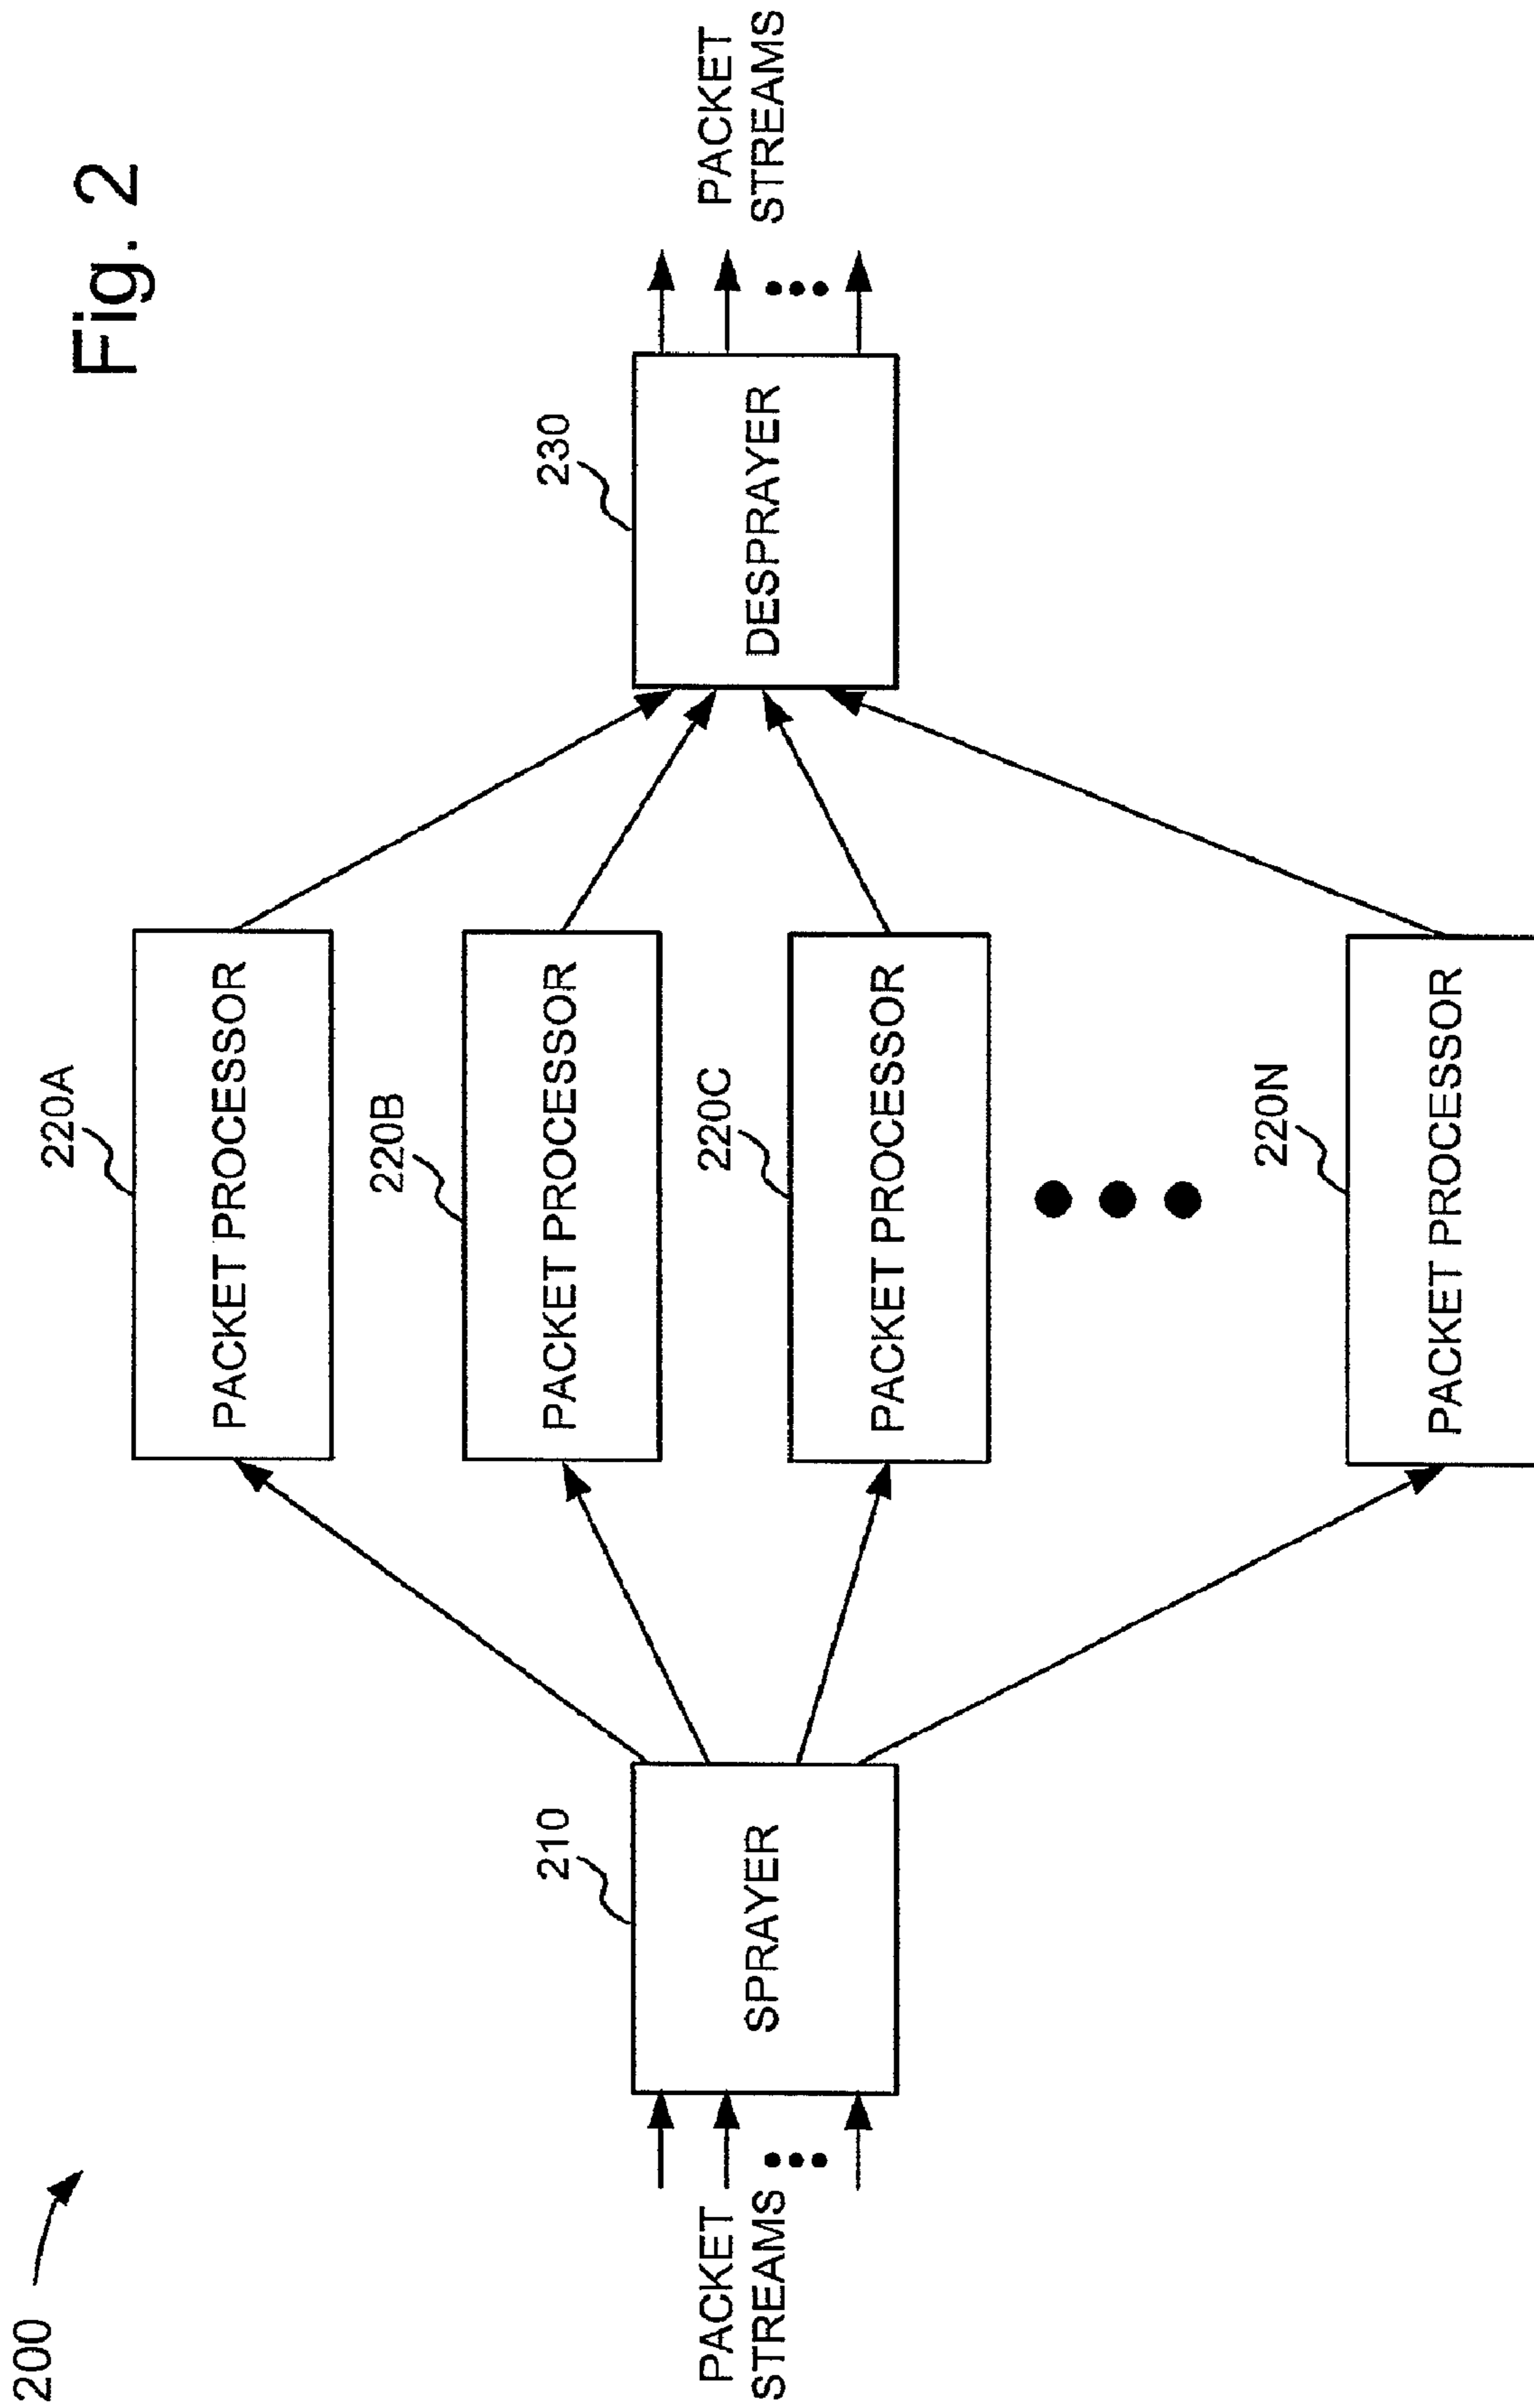 Fig. 2
200
220A
PACKET PROCESSOR
220B
PACKET PROCESSOR
210
SPRAYER
230
DESPRAYER
PACKET
STREAMS
PACKET
STREAMS
220C
PACKET PROCESSOR
220N
PACKET PROCESSOR